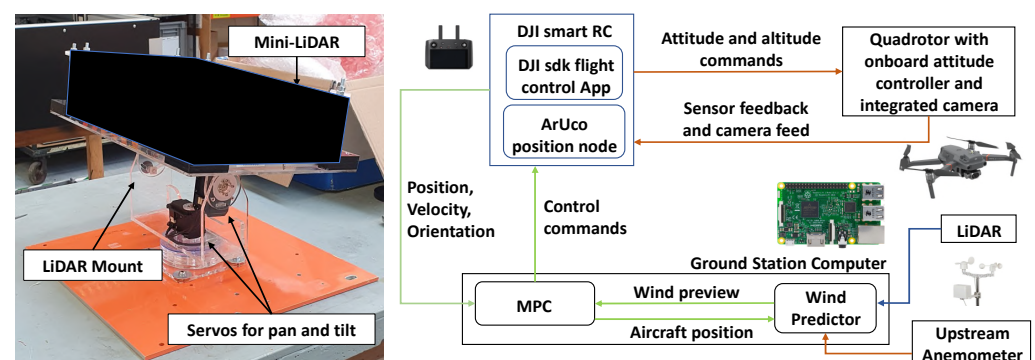 Mini-LiDAR
LiDAR Mount
Servos for pan and tilt
DJI smart RC
DJI sdk flight
control App
ArUco
position node
Attitude and altitude
commands
Sensor feedback
and camera feed
Quadrotor with
onboard attitude
controller and
integrated camera
Position,
Velocity,
Orientation
Control
commands
LiDAR
Ground Station Computer
MPC
Wind preview
Aircraft position
Wind
Predictor
Upstream
Anemometer